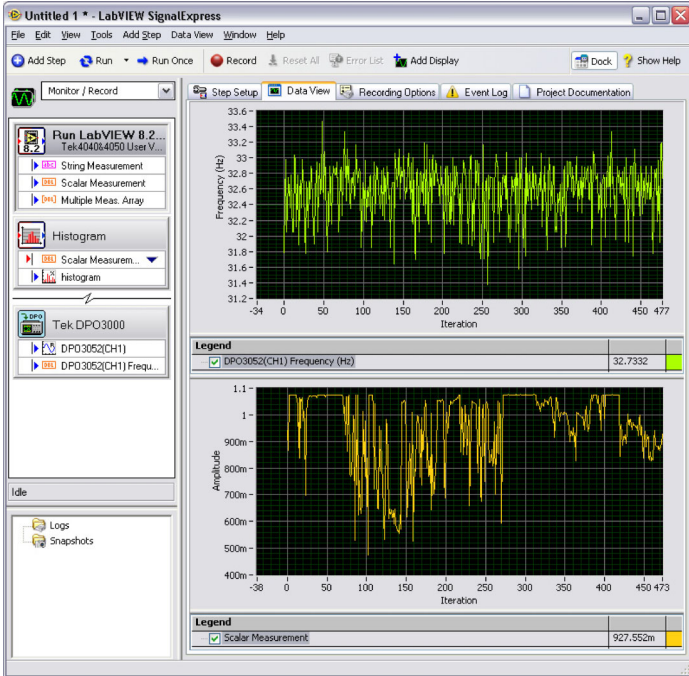 Untitled 1 * - LabVIEW SignalExpress
File Edit View Tools Add Step Data View Window Help
Add Step Run Run Once Record Reset All Error List Add Display Dock Show Help
Monitor / Record
Run LabVIEW 8.2...
8.2
Tek4040&4050 User V...
String Measurement
Scalar Measurement
Multiple Meas. Array
Histogram
Scalar Measurem...
histogram
Tek DPO3000
DPO3052(CH1)
DPO3052(CH1) Frequ...
Idle
Logs
Snapshots
Step Setup Data View Recording Options Event Log Project Documentation
Frequency (Hz)
33.6
33.4
33.2
33
32.8
32.6
32.4
32.2
32
31.8
31.6
31.4
31.2
-34 0 50 100 150 200 250 300 350 400 450 477
Iteration
Legend
DPO3052(CH1) Frequency (Hz) 32.7332
Amplitude
1.1
1
900m
800m
700m
600m
500m
400m
-38 0 50 100 150 200 250 300 350 400 450 473
Iteration
Legend
Scalar Measurement 927.552m